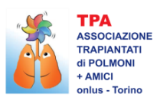 TPA
ASSOCIAZIONE
TRAPIANTATI
di POLMONI
+ AMICI
onlus - Torino